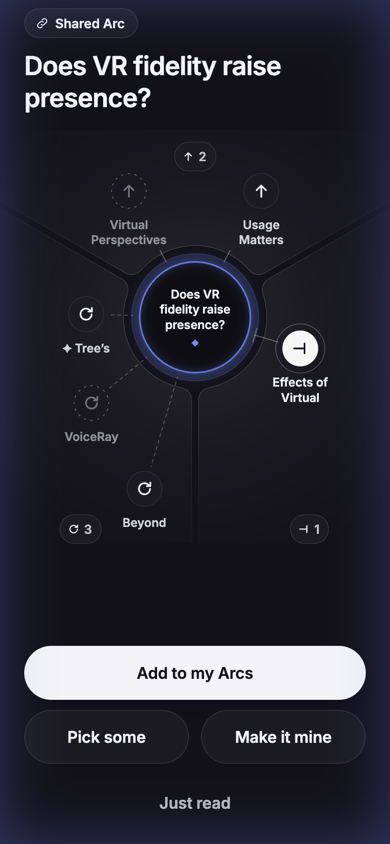 Shared Arc
Does VR fidelity raise
presence?
2
Virtual
Perspectives
Usage
Matters
Does VR
fidelity raise
presence?
Tree's
Effects of
Virtual
VoiceRay
Beyond
3
1
Add to my Arcs
Pick some
Make it mine
Just read